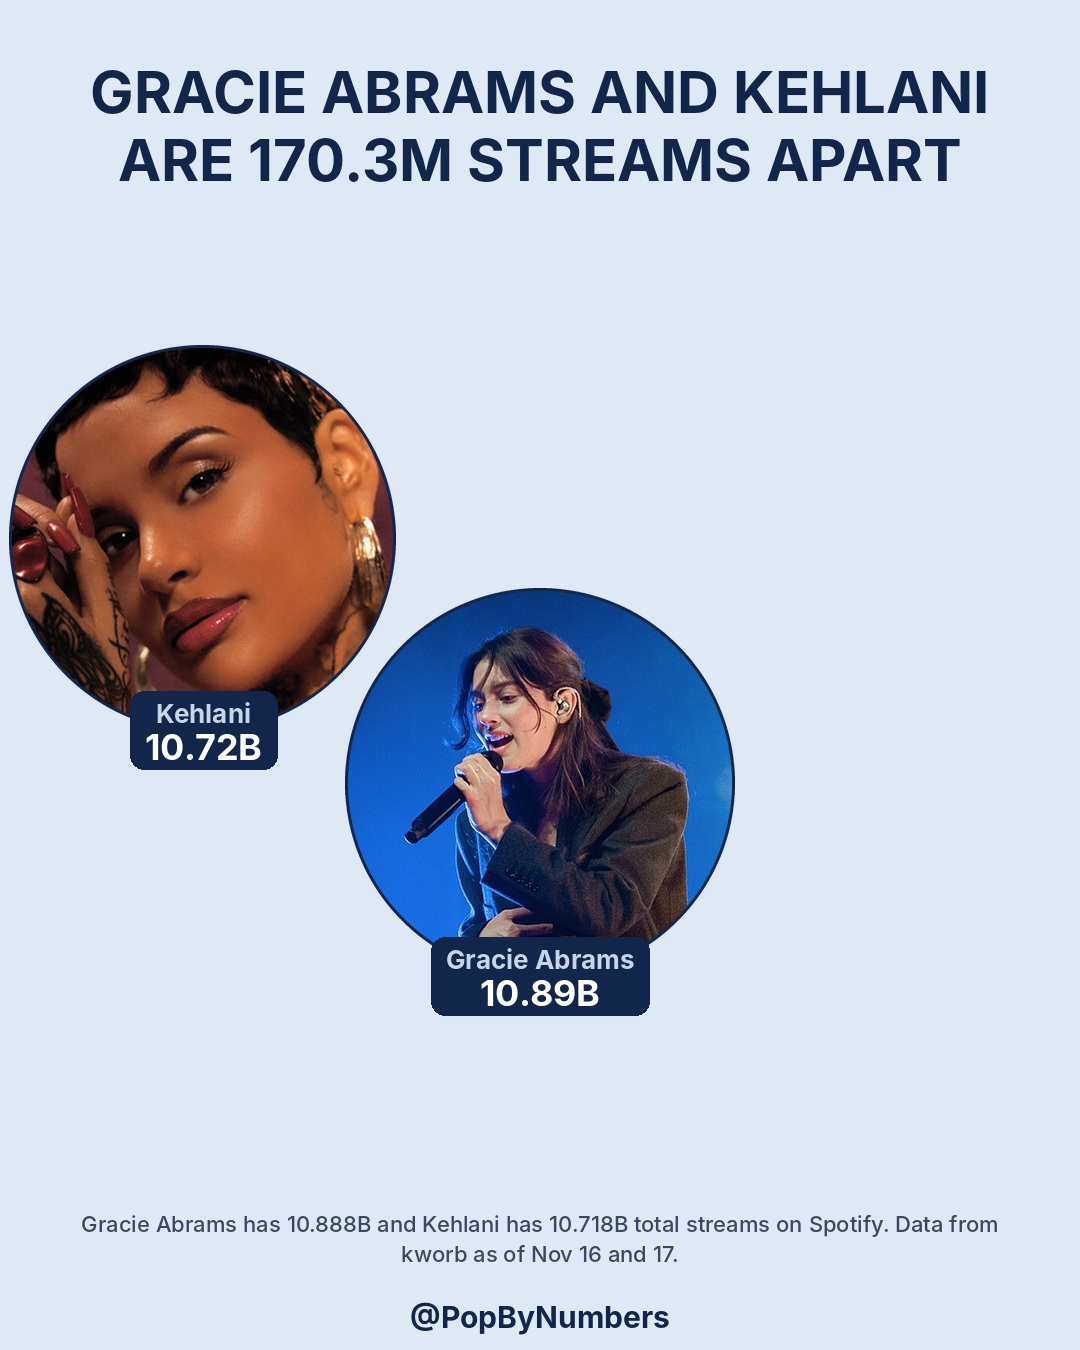 GRACIE ABRAMS AND KEHLANI
ARE 170.3M STREAMS APART
Kehlani
10.72B
Gracie Abrams
10.89B
Gracie Abrams has 10.888B and Kehlani has 10.718B total streams on Spotify. Data from
kworb as of Nov 16 and 17.
@PopByNumbers